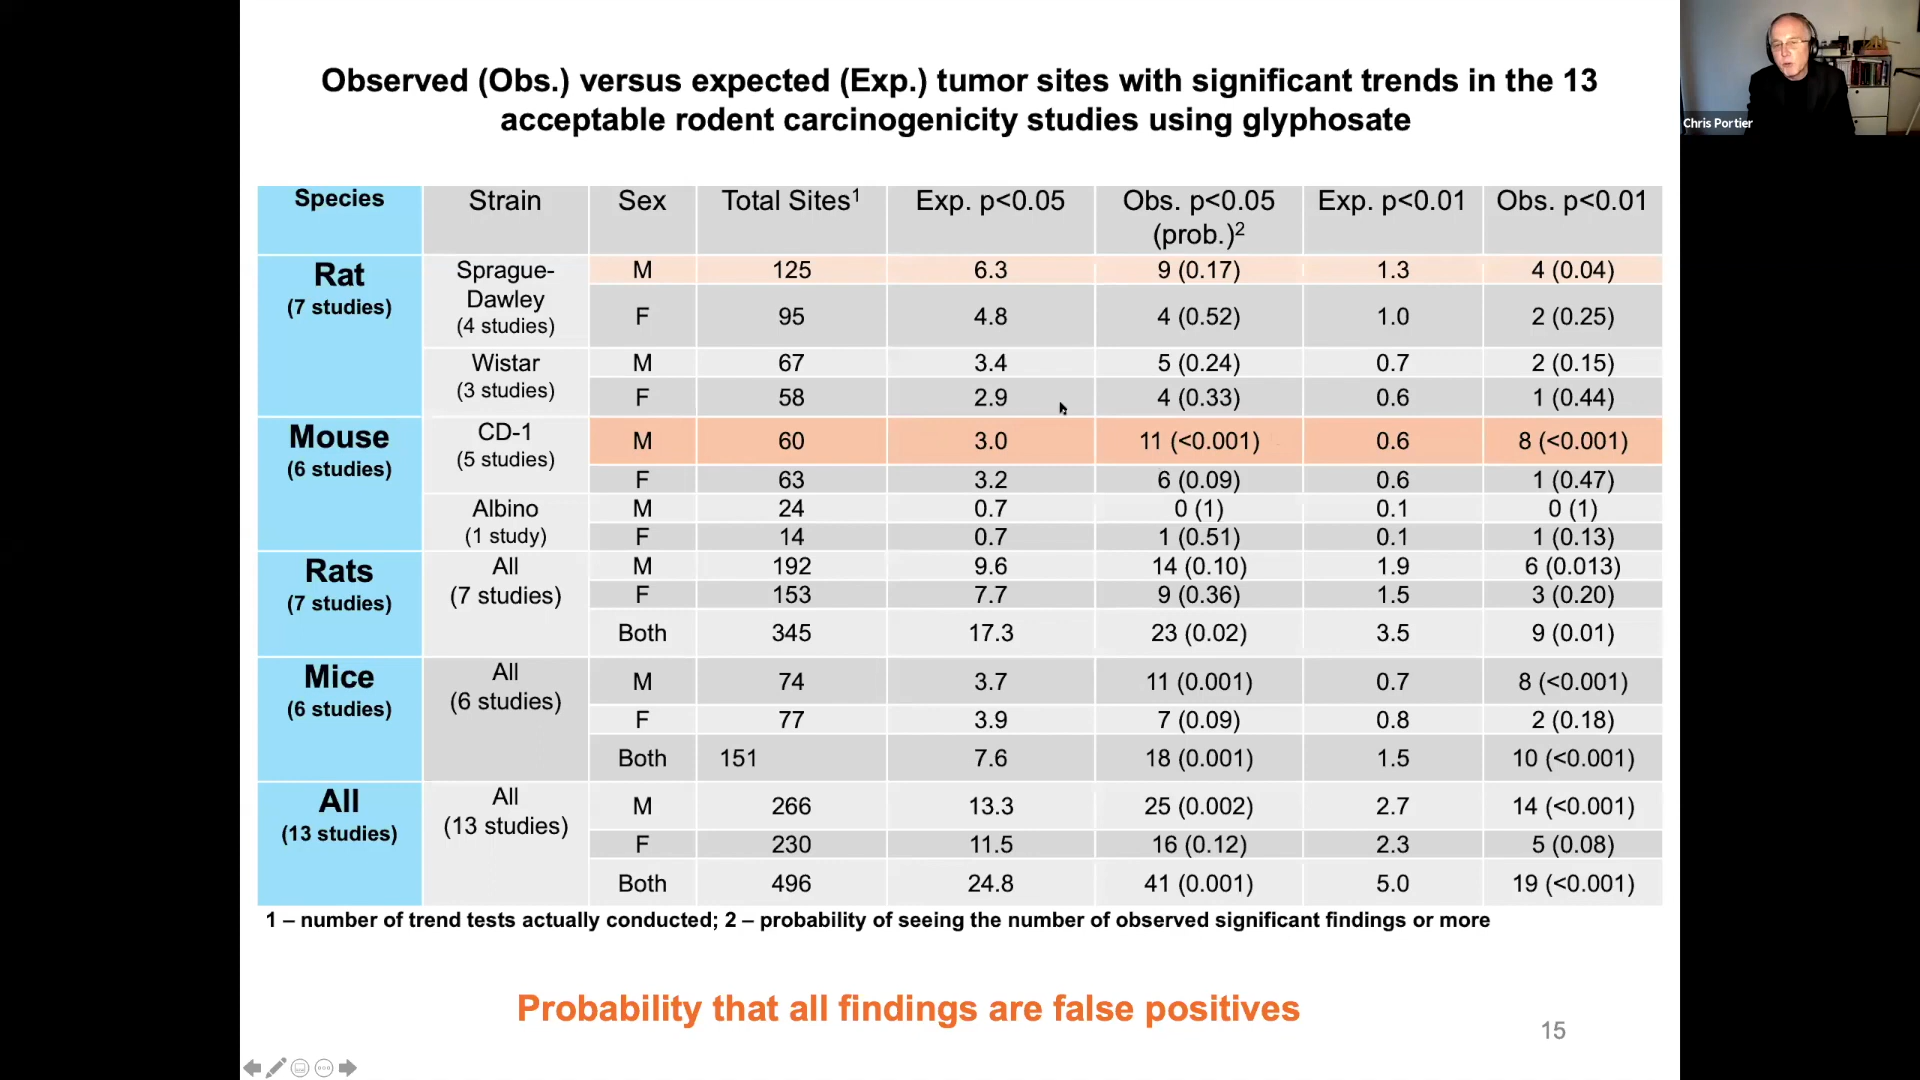 Observed (Obs.) versus expected (Exp.) tumor sites with significant trends in the 13
acceptable rodent carcinogenicity studies using glyphosate
Chris Portier
Species Strain Sex Total Sites¹ Exp. p<0.05 Obs. p<0.05 (prob.)² Exp. p<0.01 Obs. p<0.01
Rat (7 studies) Sprague-Dawley (4 studies) M 125 6.3 9 (0.17) 1.3 4 (0.04)
F 95 4.8 4 (0.52) 1.0 2 (0.25)
Wistar (3 studies) M 67 3.4 5 (0.24) 0.7 2 (0.15)
F 58 2.9 4 (0.33) 0.6 1 (0.44)
Mouse (6 studies) CD-1 (5 studies) M 60 3.0 11 (<0.001) 0.6 8 (<0.001)
F 63 3.2 6 (0.09) 0.6 1 (0.47)
Albino (1 study) M 24 0.7 0 (1) 0.1 0 (1)
F 14 0.7 1 (0.51) 0.1 1 (0.13)
Rats (7 studies) All (7 studies) M 192 9.6 14 (0.10) 1.9 6 (0.013)
F 153 7.7 9 (0.36) 1.5 3 (0.20)
Both 345 17.3 23 (0.02) 3.5 9 (0.01)
Mice (6 studies) All (6 studies) M 74 3.7 11 (0.001) 0.7 8 (<0.001)
F 77 3.9 7 (0.09) 0.8 2 (0.18)
Both 151 7.6 18 (0.001) 1.5 10 (<0.001)
All (13 studies) All (13 studies) M 266 13.3 25 (0.002) 2.7 14 (<0.001)
F 230 11.5 16 (0.12) 2.3 5 (0.08)
Both 496 24.8 41 (0.001) 5.0 19 (<0.001)
1 – number of trend tests actually conducted; 2 – probability of seeing the number of observed significant findings or more
Probability that all findings are false positives
15